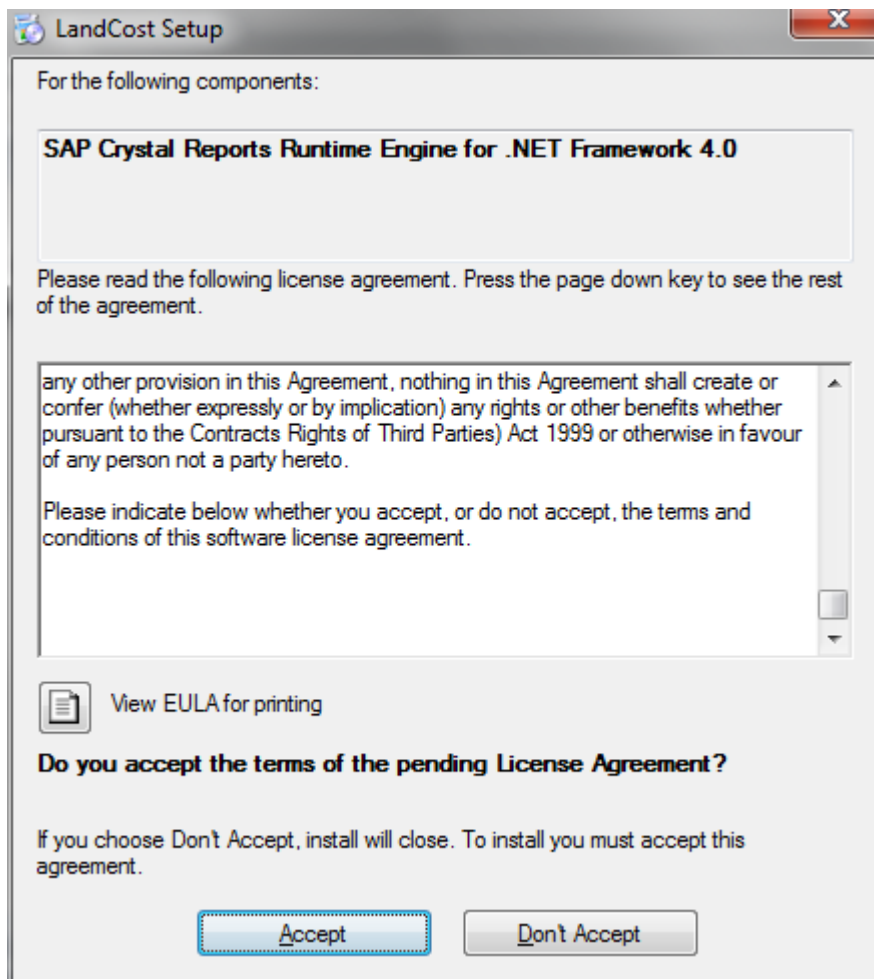 LandCost Setup
For the following components:
SAP Crystal Reports Runtime Engine for .NET Framework 4.0
Please read the following license agreement. Press the page down key to see the rest
of the agreement.
any other provision in this Agreement, nothing in this Agreement shall create or
confer (whether expressly or by implication) any rights or other benefits whether
pursuant to the Contracts Rights of Third Parties) Act 1999 or otherwise in favour
of any person not a party hereto.
Please indicate below whether you accept, or do not accept, the terms and
conditions of this software license agreement.
View EULA for printing
Do you accept the terms of the pending License Agreement?
If you choose Don't Accept, install will close. To install you must accept this
agreement.
Accept
Don't Accept